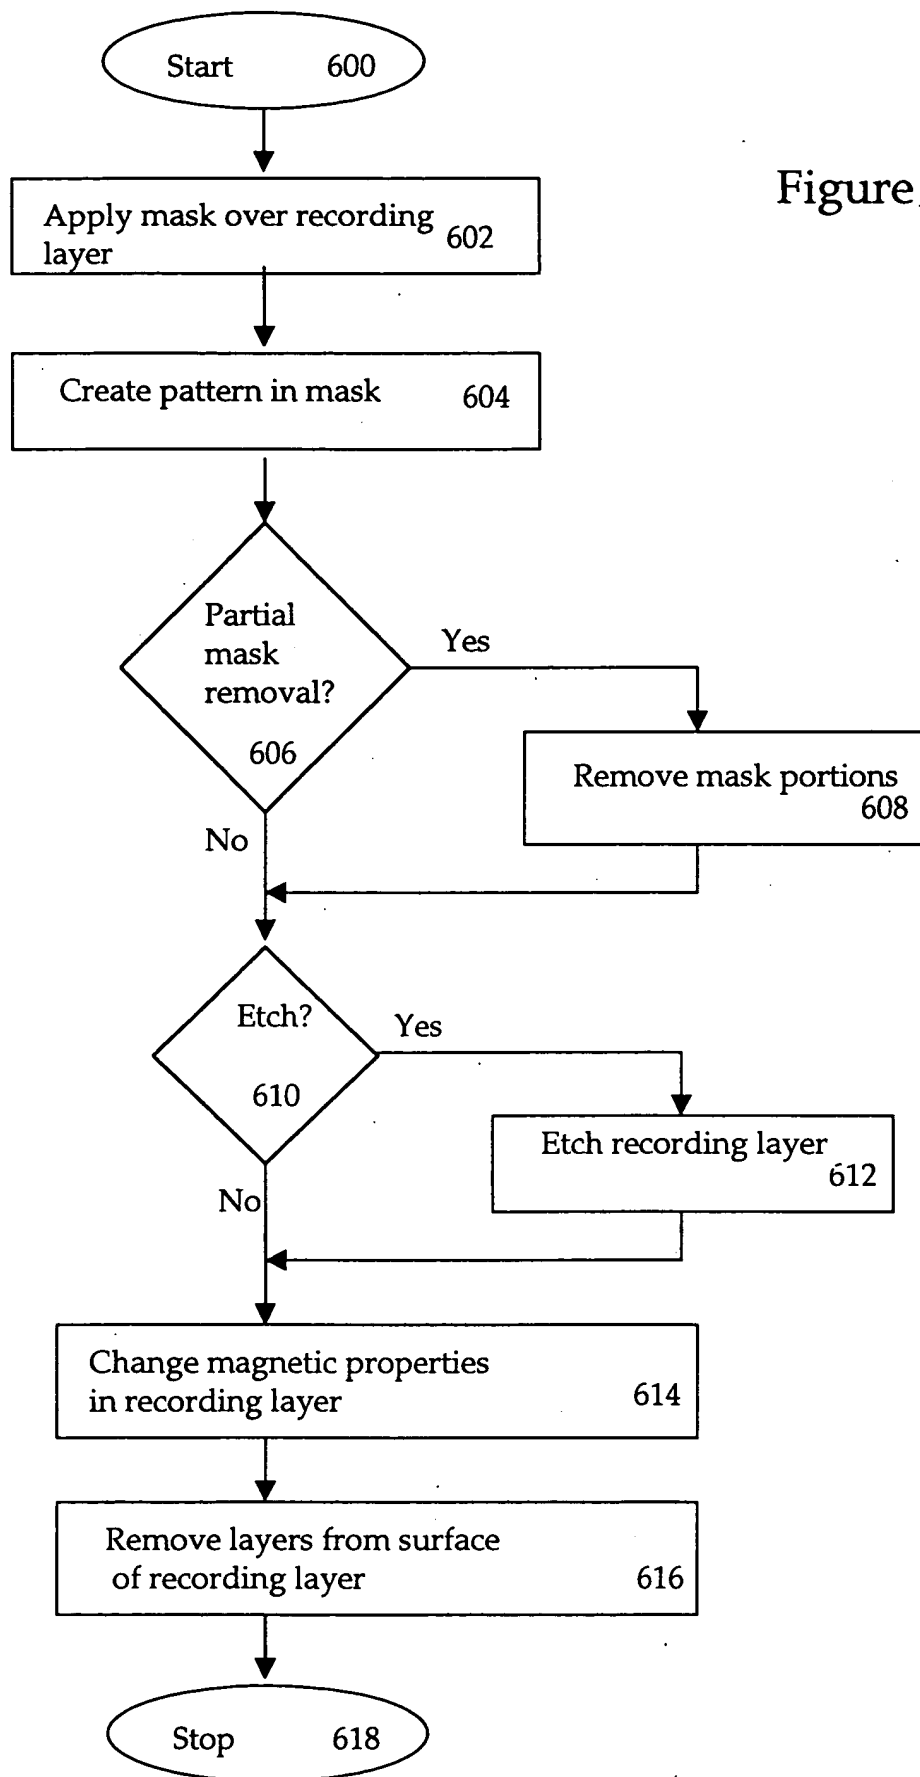 Start 600
Figure
Apply mask over recording
layer 602
Create pattern in mask 604
Partial
mask
removal?
606
Yes
Remove mask portions
608
No
Etch?
610
Yes
Etch recording layer
612
No
Change magnetic properties
in recording layer 614
Remove layers from surface
of recording layer 616
Stop 618